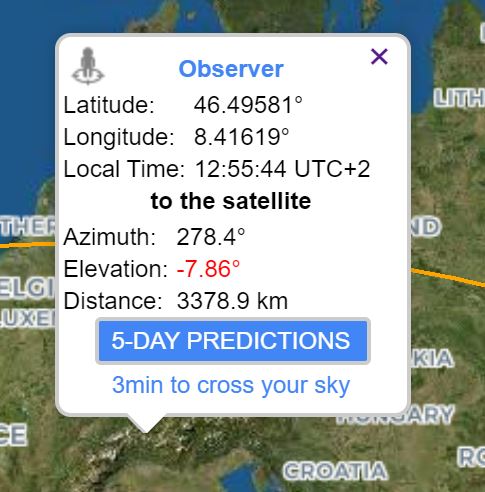 Observer
Latitude: 46.49581°
Longitude: 8.41619°
Local Time: 12:55:44 UTC+2
to the satellite
Azimuth: 278.4°
Elevation: -7.86°
Distance: 3378.9 km
5-DAY PREDICTIONS
3min to cross your sky
LITH
THER
ND
ELGI
LUXE
KIA
HUNGARY
CE
RO
CROATIA